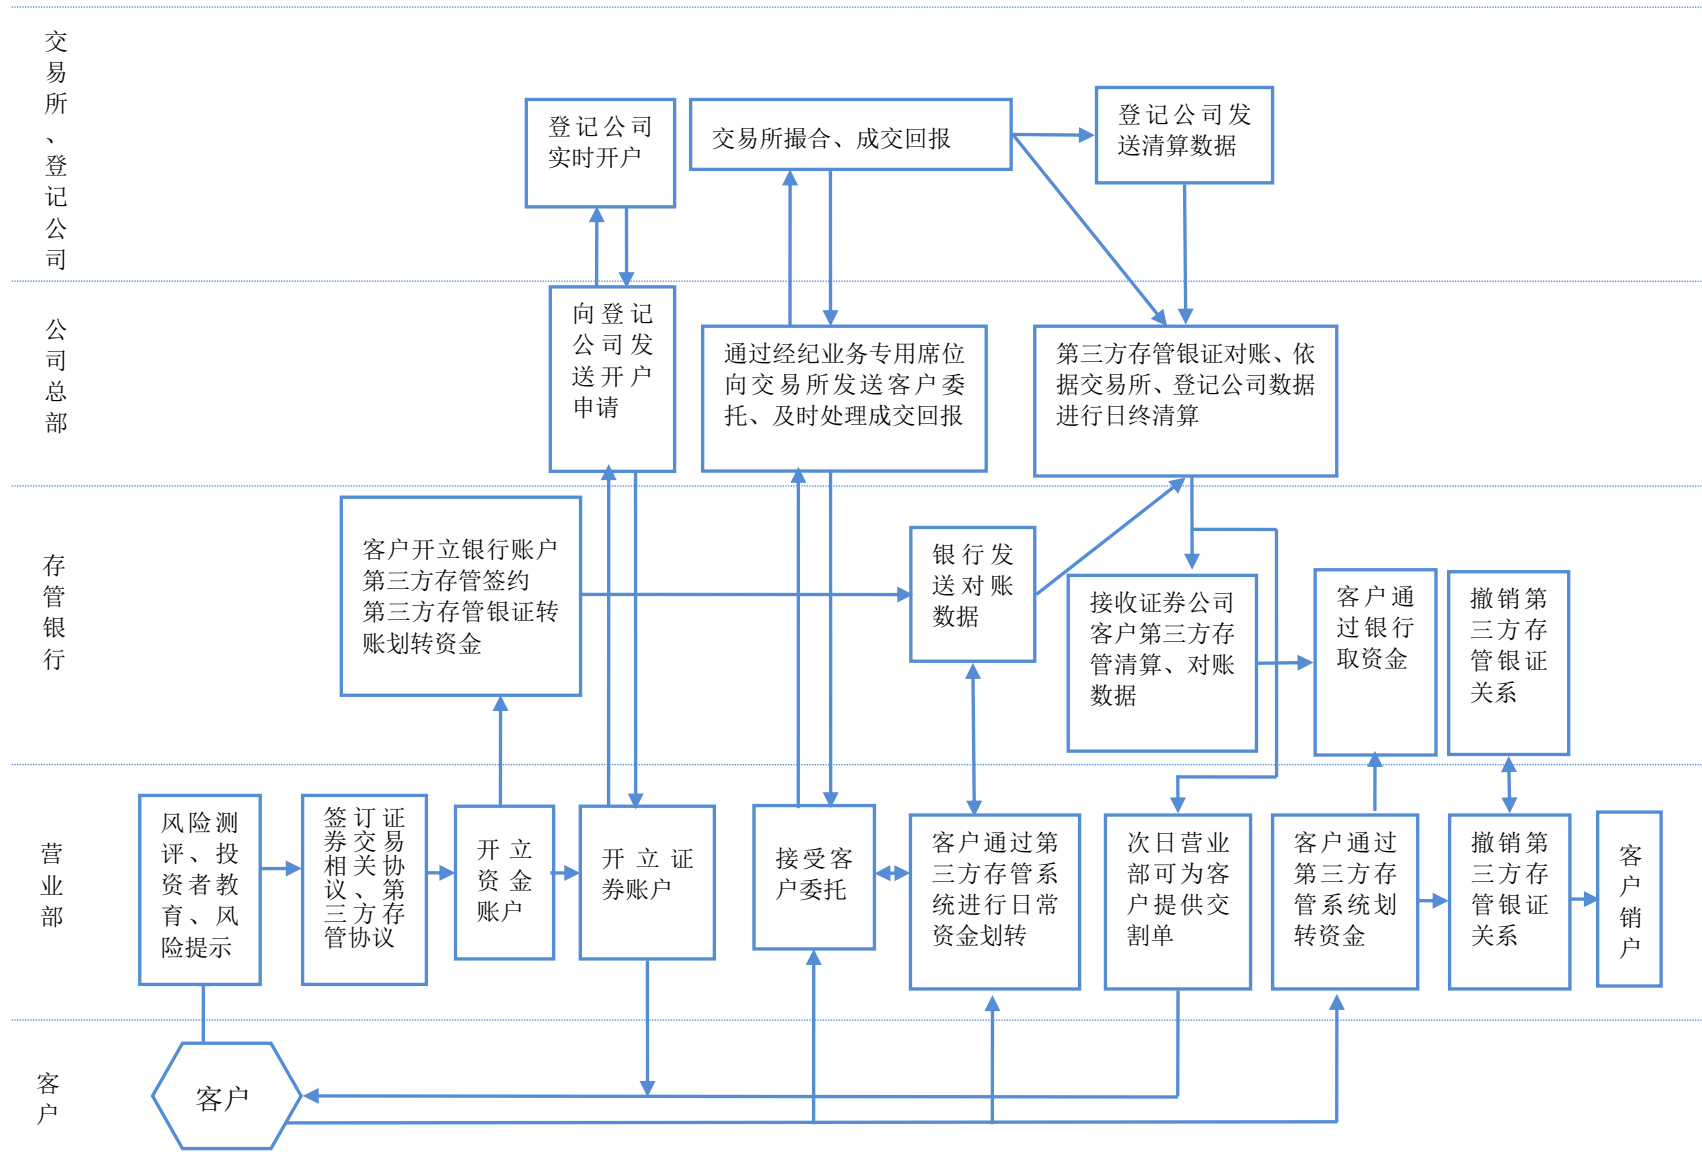 交易所、登记公司
登记公司
实时开户
交易所撮合、成交回报
登记公司发
送清算数据
公司总部
向登记
公司发
送开户
申请
通过经纪业务专用席位
向交易所发送客户委
托、及时处理成交回报
第三方存管银证对账、依
据交易所、登记公司数据
进行日终清算
存管银行
客户开立银行账户
第三方存管签约
第三方存管银证转
账划转资金
银行发
送对账
数据
接收证券公司
客户第三方存
管清算、对账
数据
客户通
过银行
取资金
撤销第
三方存
管银证
关系
营业部
风险测
评、投
资者教
育、风
险提示
签订证
券交易
相关协
议、第
三方存
管协议
开立
资金
账户
开立证
券账户
接受客
户委托
客户通过第
三方存管系
统进行日常
资金划转
次日营业
部可为客
户提供交
割单
客户通过
第三方存
管系统划
转资金
撤销第
三方存
管银证
关系
客户销户
客户
客户